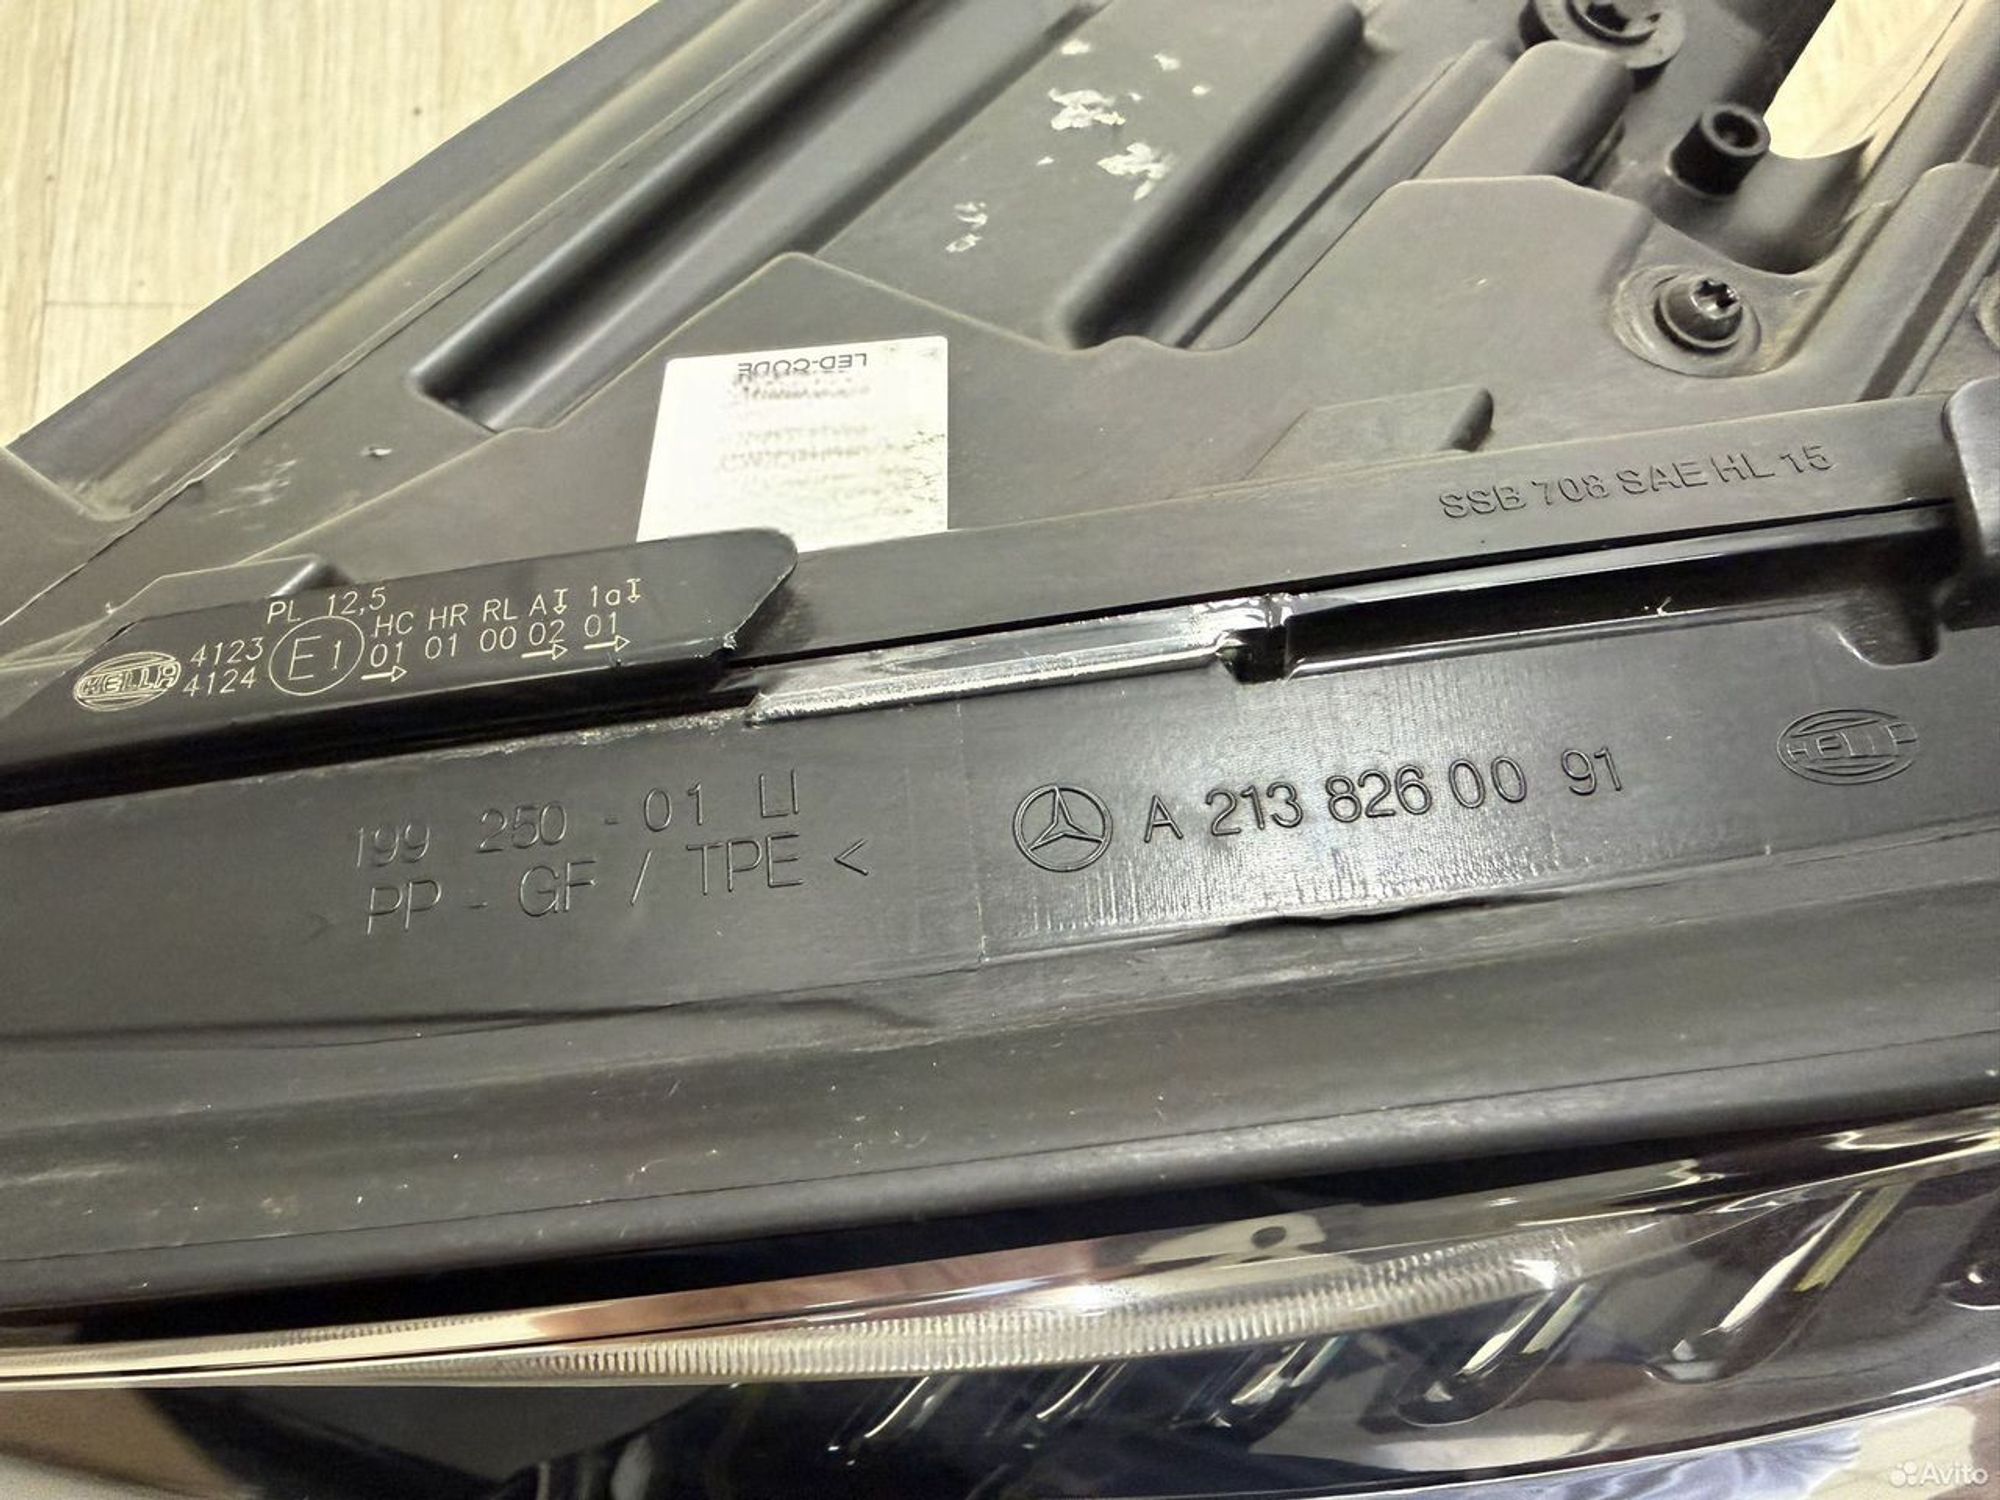 LED-CODE
SSB 708 SAE HL 15
PL 12,5
HC HR RL A 1a
4123
4124
E1
01 01 00 02 01
HELLA
199 250 - 01 LI
> PP - GF / TPE <
A 213 826 00 91
HELLA
Avito